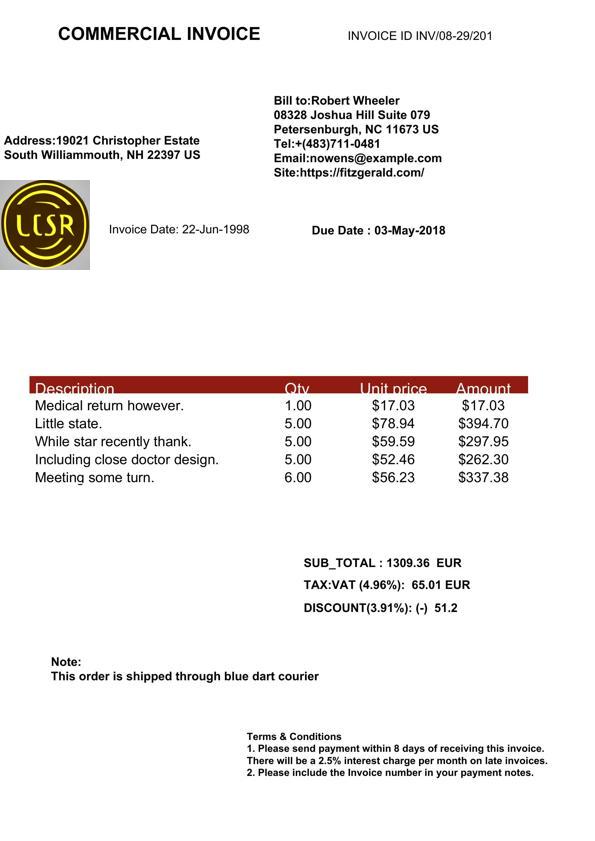 COMMERCIAL INVOICE
INVOICE ID INV/08-29/201
Bill to:Robert Wheeler
08328 Joshua Hill Suite 079
Petersenburgh, NC 11673 US
Tel:+(483)711-0481
Email:nowens@example.com
Site:https://fitzgerald.com/
Address:19021 Christopher Estate
South Williammouth, NH 22397 US
LCSR
Invoice Date: 22-Jun-1998
Due Date : 03-May-2018
Description Qty Unit price Amount
Medical return however. 1.00 $17.03 $17.03
Little state. 5.00 $78.94 $394.70
While star recently thank. 5.00 $59.59 $297.95
Including close doctor design. 5.00 $52.46 $262.30
Meeting some turn. 6.00 $56.23 $337.38
SUB_TOTAL : 1309.36 EUR
TAX:VAT (4.96%): 65.01 EUR
DISCOUNT(3.91%): (-) 51.2
Note:
This order is shipped through blue dart courier
Terms & Conditions
1. Please send payment within 8 days of receiving this invoice.
There will be a 2.5% interest charge per month on late invoices.
2. Please include the Invoice number in your payment notes.